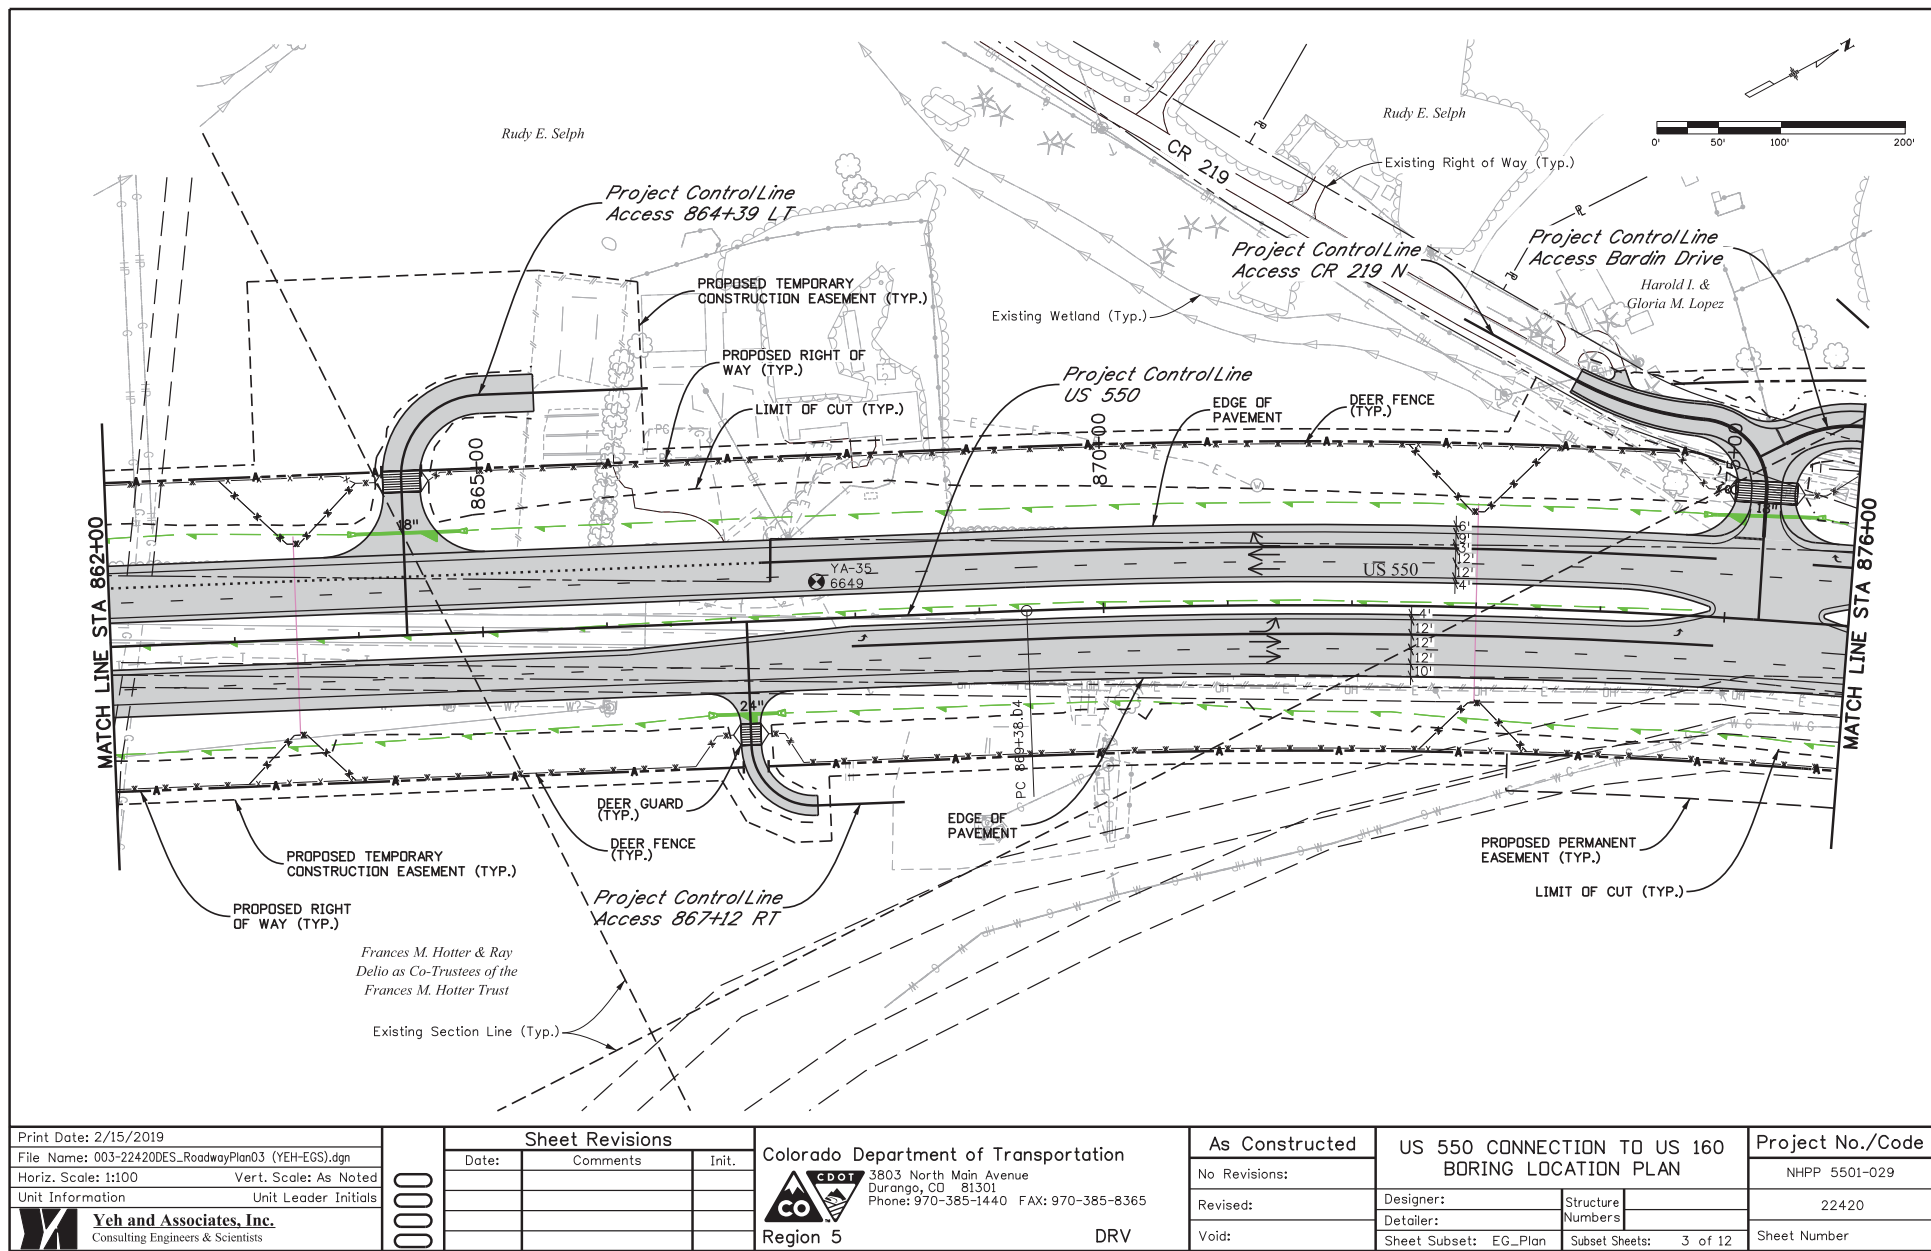 N
0'
50'
100'
200'
Rudy E. Selph
Rudy E. Selph
CR 219
Existing Right of Way (Typ.)
Project Control Line
Access 864+39 LT
Project Control Line
Access CR 219 N
Project Control Line
Access Bardin Drive
Harold I. &
Gloria M. Lopez
PROPOSED TEMPORARY
CONSTRUCTION EASEMENT (TYP.)
Existing Wetland (Typ.)
PROPOSED RIGHT OF
WAY (TYP.)
Project Control Line
US 550
LIMIT OF CUT (TYP.)
EDGE OF
PAVEMENT
DEER FENCE
(TYP.)
865+00
870+00
875+00
MATCH LINE STA 862+00
MATCH LINE STA 876+00
18"
18"
YA-35
6649
US 550
6'
12'
12'
4'
4'
12'
12'
12'
10'
24"
PC 869+38.04
DEER GUARD
(TYP.)
DEER FENCE
(TYP.)
EDGE OF
PAVEMENT
PROPOSED TEMPORARY
CONSTRUCTION EASEMENT (TYP.)
PROPOSED PERMANENT
EASEMENT (TYP.)
LIMIT OF CUT (TYP.)
PROPOSED RIGHT
OF WAY (TYP.)
Project Control Line
Access 867+12 RT
Frances M. Hotter & Ray
Delio as Co-Trustees of the
Frances M. Hotter Trust
Existing Section Line (Typ.)
Print Date: 2/15/2019
File Name: 003-22420DES_RoadwayPlan03 (YEH-EGS).dgn
Horiz. Scale: 1:100 Vert. Scale: As Noted
Unit Information Unit Leader Initials
Yeh and Associates, Inc.
Consulting Engineers & Scientists
Sheet Revisions
Date: Comments Init.
Colorado Department of Transportation
CDOT
CO
3803 North Main Avenue
Durango, CO 81301
Phone: 970-385-1440 FAX: 970-385-8365
Region 5 DRV
As Constructed
No Revisions:
Revised:
Void:
US 550 CONNECTION TO US 160
BORING LOCATION PLAN
Designer:
Detailer:
Structure
Numbers
Sheet Subset: EG_Plan
Subset Sheets: 3 of 12
Project No./Code
NHPP 5501-029
22420
Sheet Number